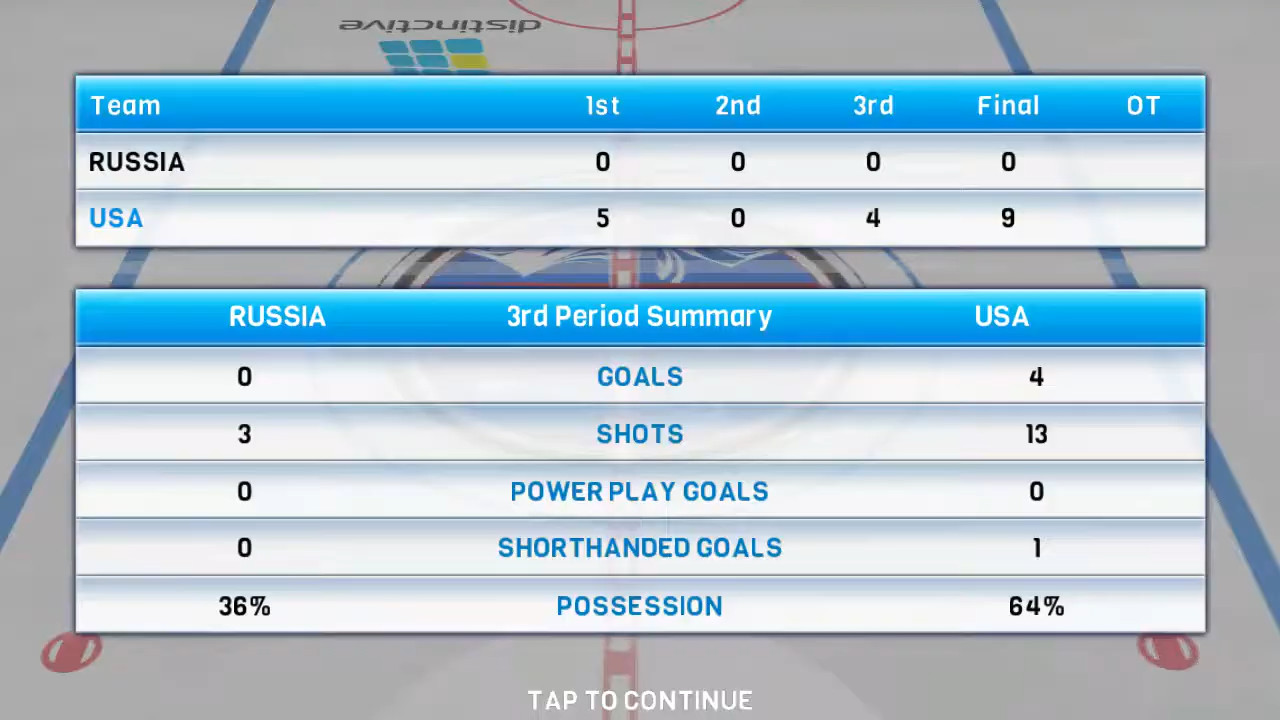 distinctive
Team 1st 2nd 3rd Final OT
RUSSIA 0 0 0 0
USA 5 0 4 9
RUSSIA 3rd Period Summary USA
0 GOALS 4
3 SHOTS 13
0 POWER PLAY GOALS 0
0 SHORTHANDED GOALS 1
36% POSSESSION 64%
TAP TO CONTINUE